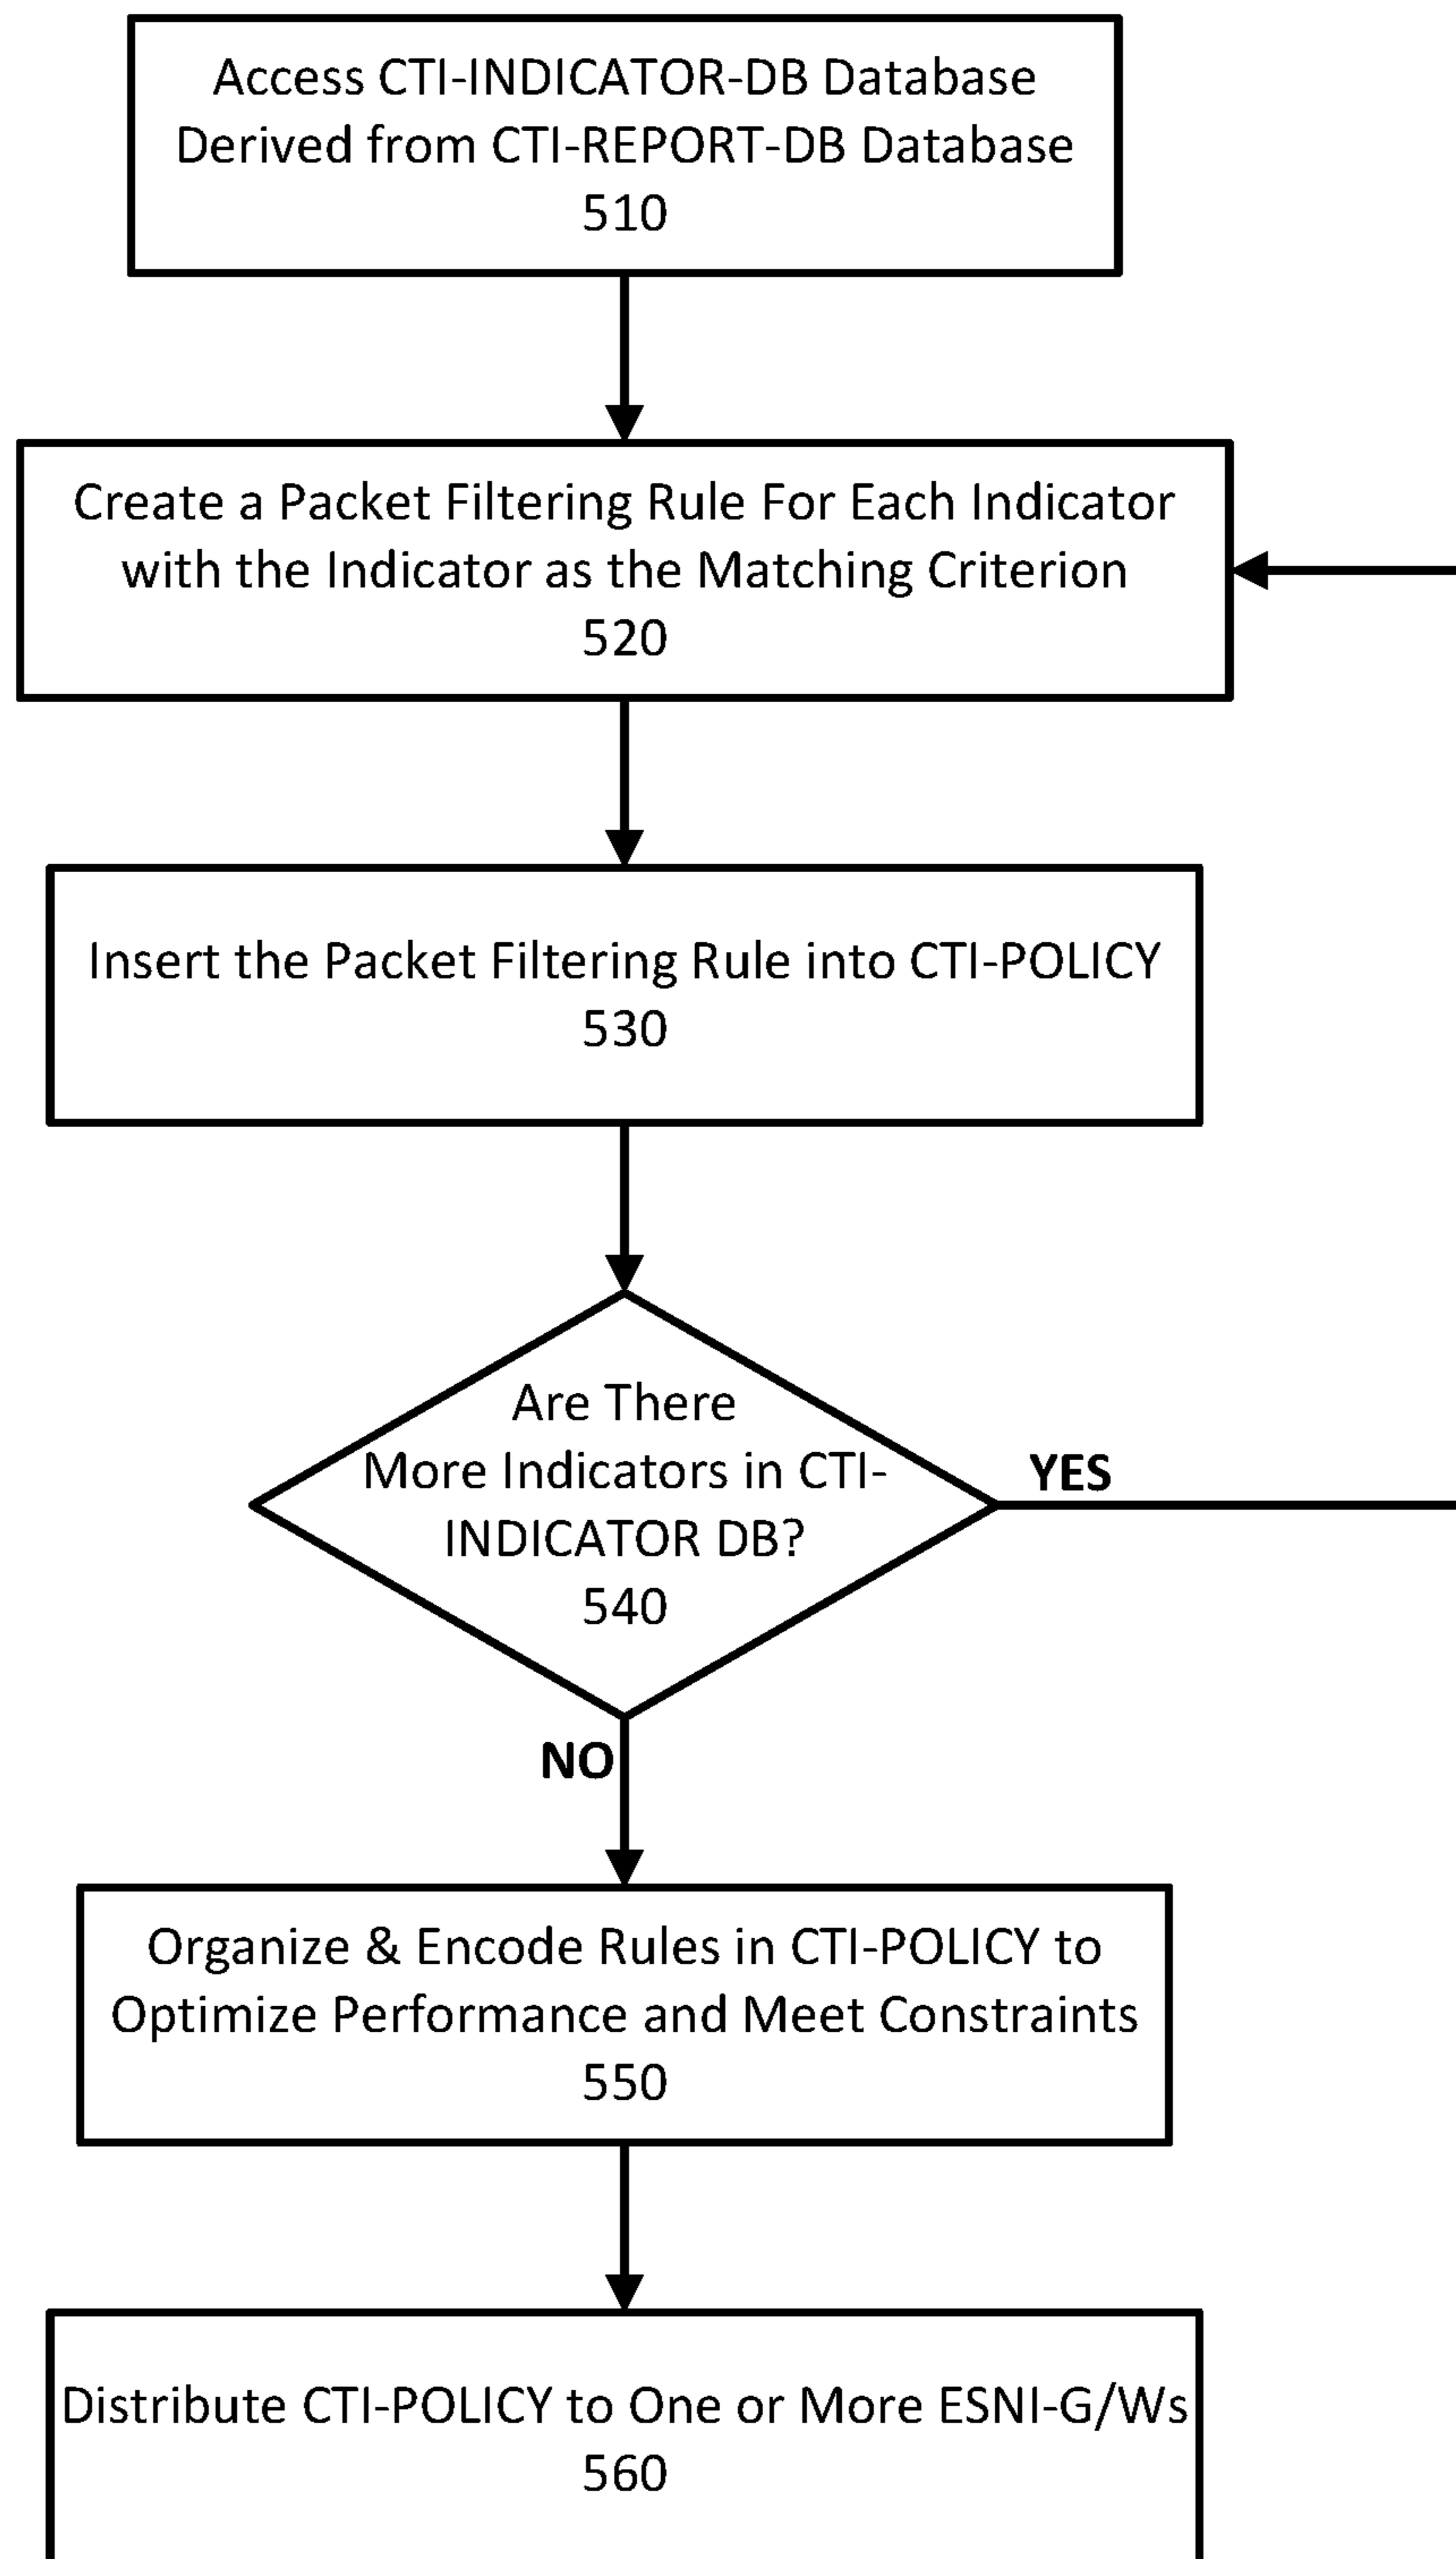 Access CTI-INDICATOR-DB Database
Derived from CTI-REPORT-DB Database
510
Create a Packet Filtering Rule For Each Indicator
with the Indicator as the Matching Criterion
520
Insert the Packet Filtering Rule into CTI-POLICY
530
Are There
More Indicators in CTI-
INDICATOR DB?
540
YES
NO
Organize & Encode Rules in CTI-POLICY to
Optimize Performance and Meet Constraints
550
Distribute CTI-POLICY to One or More ESNI-G/Ws
560